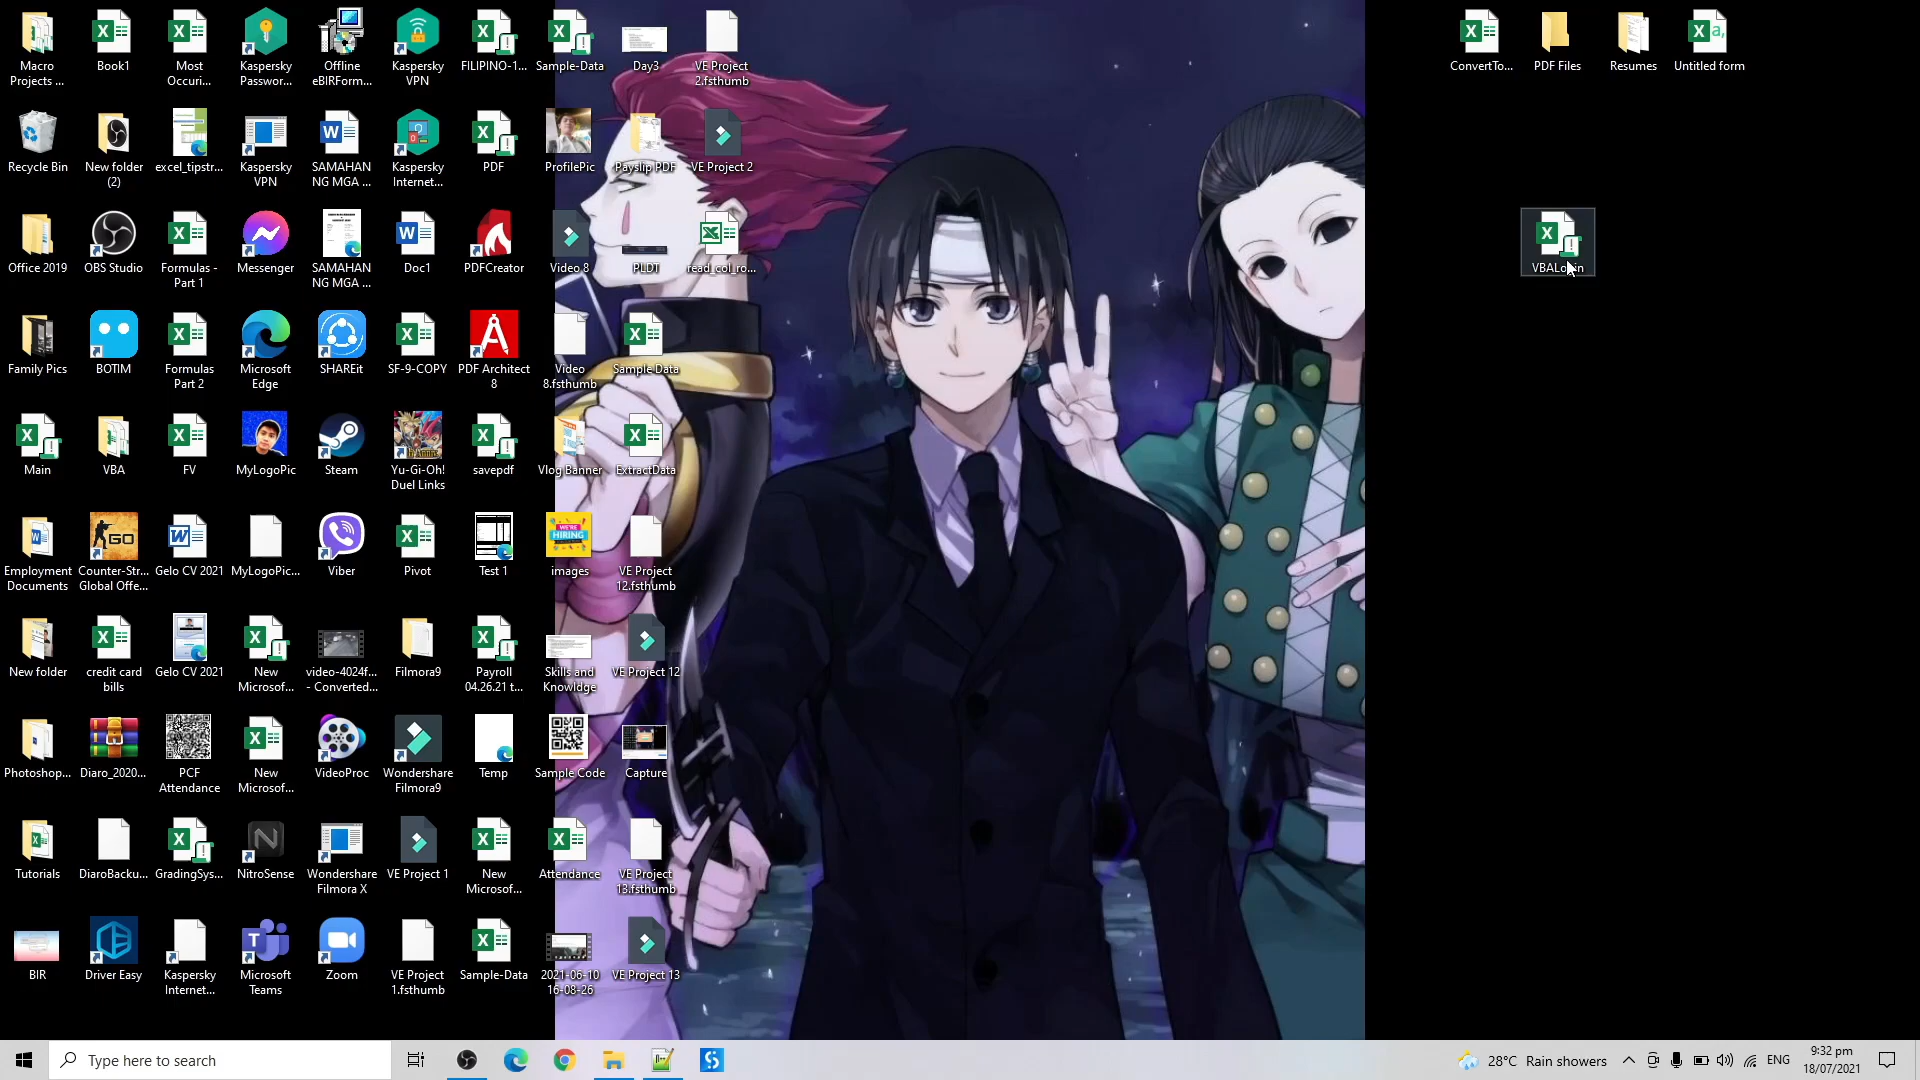 Macro
Projects ...
Book1
Most
Occuri...
Kaspersky
Passwor...
Offline
eBIRForm...
Kaspersky
VPN
FILIPINO-1...
Sample-Data
Day3
VE Project
2.fsthumb
ConvertTo...
PDF Files
Resumes
Untitled form
Recycle Bin
New folder
(2)
excel_tipstr...
Kaspersky
VPN
SAMAHAN
NG MGA ...
Kaspersky
Internet...
PDF
ProfilePic
Payslip PDF
VE Project 2
Office 2019
OBS Studio
Formulas -
Part 1
Messenger
SAMAHAN
NG MGA ...
Doc1
PDFCreator
Video 8
PLDT
read_col_ro...
Family Pics
BOTIM
Formulas
Part 2
Microsoft
Edge
SHAREit
SF-9-COPY
PDF Architect
8
Video
8.fsthumb
Sample Data
Main
VBA
FV
MyLogoPic
Steam
Yu-Gi-Oh!
Duel Links
savepdf
Vlog Banner
ExtractData
Employment
Documents
GO
Counter-Str...
Global Offe...
Gelo CV 2021
MyLogoPic...
Viber
Pivot
Test 1
WE'RE
HIRING
images
VE Project
12.fsthumb
New folder
credit card
bills
Gelo CV 2021
New
Microsof...
video-4024f...
- Converted...
Filmora9
Payroll
04.26.21 t...
Skills and
Knowldge
VE Project 12
Photoshop...
Diaro_2020...
PCF
Attendance
New
Microsof...
VideoProc
Wondershare
Filmora9
Temp
Sample Code
Capture
Tutorials
DiaroBacku...
GradingSys...
NitroSense
Wondershare
Filmora X
VE Project 1
New
Microsof...
Attendance
VE Project
13.fsthumb
BIR
Driver Easy
Kaspersky
Internet...
Microsoft
Teams
Zoom
VE Project
1.fsthumb
Sample-Data
2021-06-10
16-08-26
VE Project 13
Type here to search
28°C Rain showers
ENG
9:32 pm
18/07/2021